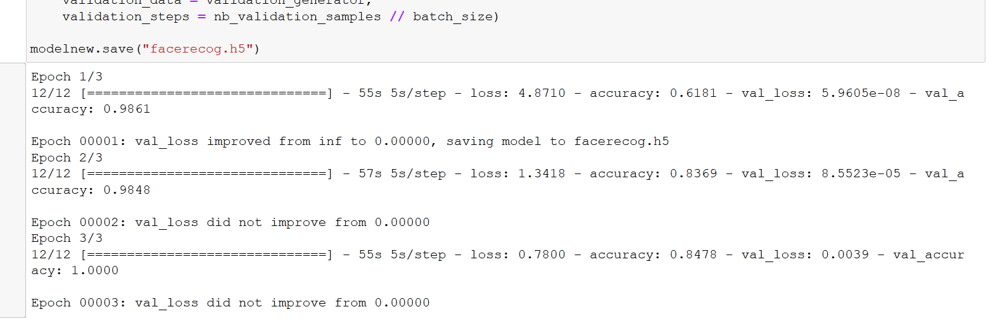 validation_data = validation_generator,
validation_steps = nb_validation_samples // batch_size)
modelnew.save("facerecog.h5")
Epoch 1/3
12/12 [==============================] - 55s 5s/step - loss: 4.8710 - accuracy: 0.6181 - val_loss: 5.9605e-08 - val_a
ccuracy: 0.9861
Epoch 00001: val_loss improved from inf to 0.00000, saving model to facerecog.h5
Epoch 2/3
12/12 [==============================] - 57s 5s/step - loss: 1.3418 - accuracy: 0.8369 - val_loss: 8.5523e-05 - val_a
ccuracy: 0.9848
Epoch 00002: val_loss did not improve from 0.00000
Epoch 3/3
12/12 [==============================] - 55s 5s/step - loss: 0.7800 - accuracy: 0.8478 - val_loss: 0.0039 - val_accur
acy: 1.0000
Epoch 00003: val_loss did not improve from 0.00000